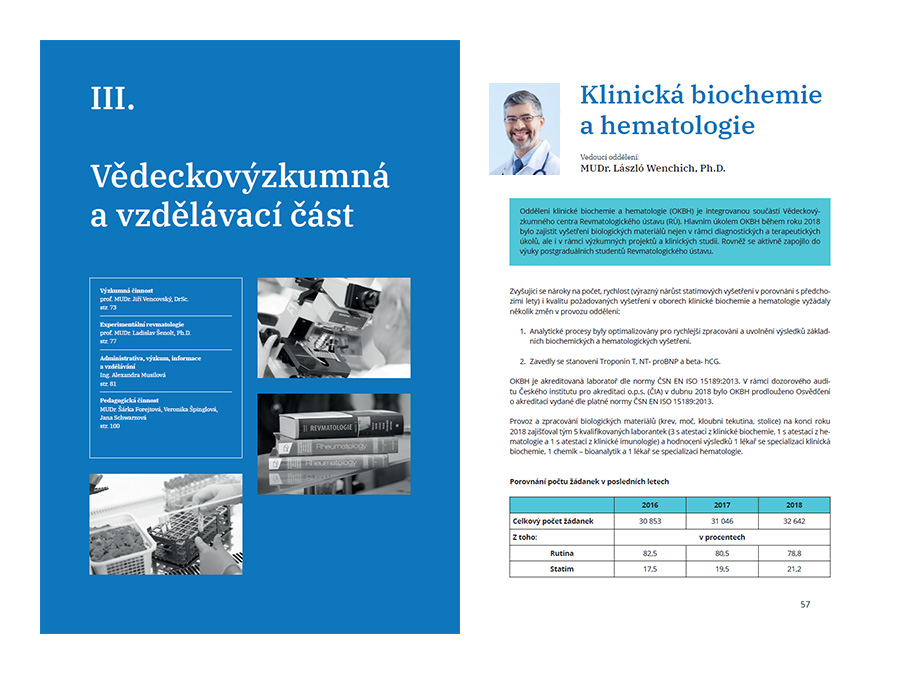 III.
Vědeckovýzkumná
a vzdělávací část
Výzkumná činnost
prof. MUDr. Jiří Vencovský, DrSc.
str. 73
Experimentální revmatologie
prof. MUDr. Ladislav Šenolt, Ph.D.
str. 77
Administrativa, výzkum, informace
a vzdělávání
Ing. Alexandra Musilová
str. 81
Pedagogická činnost
MUDr. Šárka Forejtová, Veronika Špinglová,
Jana Schwarzová
str. 100
REVMATOLOGIE
Rheumatology
Rheumatology
Klinická biochemie
a hematologie
Vedoucí oddělení:
MUDr. László Wenchich, Ph.D.
Oddělení klinické biochemie a hematologie (OKBH) je integrovanou součástí Vědeckový-
zkumného centra Revmatologického ústavu (RÚ). Hlavním úkolem OKBH během roku 2018
bylo zajistit vyšetření biologických materiálů nejen v rámci diagnostických a terapeutických
úkolů, ale i v rámci výzkumných projektů a klinických studií. Rovněž se aktivně zapojilo do
výuky postgraduálních studentů Revmatologického ústavu.
Zvyšující se nároky na počet, rychlost (výrazný nárůst statimových vyšetření v porovnání s předcho-
zími lety) i kvalitu požadovaných vyšetření v oborech klinické biochemie a hematologie vyžádaly
několik změn v provozu oddělení:
1. Analytické procesy byly optimalizovány pro rychlejší zpracování a uvolnění výsledků základ-
ních biochemických a hematologických vyšetření.
2. Zavedly se stanovení Troponin T, NT- proBNP a beta- hCG.
OKBH je akreditovaná laboratoř dle normy ČSN EN ISO 15189:2013. V rámci dozorového audi-
tu Českého institutu pro akreditaci o.p.s. (ČIA) v dubnu 2018 bylo OKBH prodlouženo Osvědčení
o akreditaci vydané dle platné normy ČSN EN ISO 15189:2013.
Provoz a zpracování biologických materiálů (krev, moč, kloubní tekutina, stolice) na konci roku
2018 zajišťoval tým 5 kvalifikovaných laborantek (3 s atestací z klinické biochemie, 1 s atestací z he-
matologie a 1 s atestací z klinické imunologie) a hodnocení výsledků 1 lékař se specializací klinická
biochemie, 1 chemik – bioanalytik a 1 lékař se specializací hematologie.
Porovnání počtu žádanek v posledních letech
2016 2017 2018
Celkový počet žádanek 30 853 31 046 32 642
Z toho: v procentech
Rutina 82,5 80,5 78,8
Statim 17,5 19,5 21,2
57